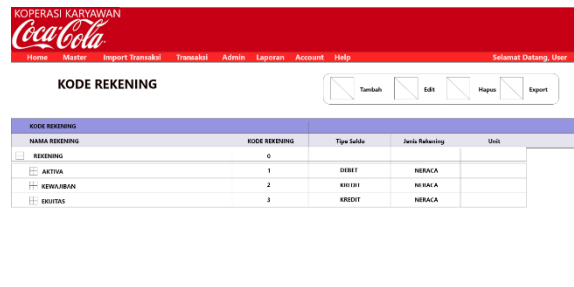 KOPERASI KARYAWAN
Coca-Cola
Home Master Import Transaksi Transaksi Admin Laporan Account Help Selamat Datang, User
KODE REKENING
Tambah Edit Hapus Export
KODE REKENING
NAMA REKENING KODE REKENING Tipe Saldo Jenis Rekening Unit
REKENING 0
AKTIVA 1 DEBET NERACA
KEWAJIBAN 2 KREDIT NERACA
EKUITAS 3 KREDIT NERACA